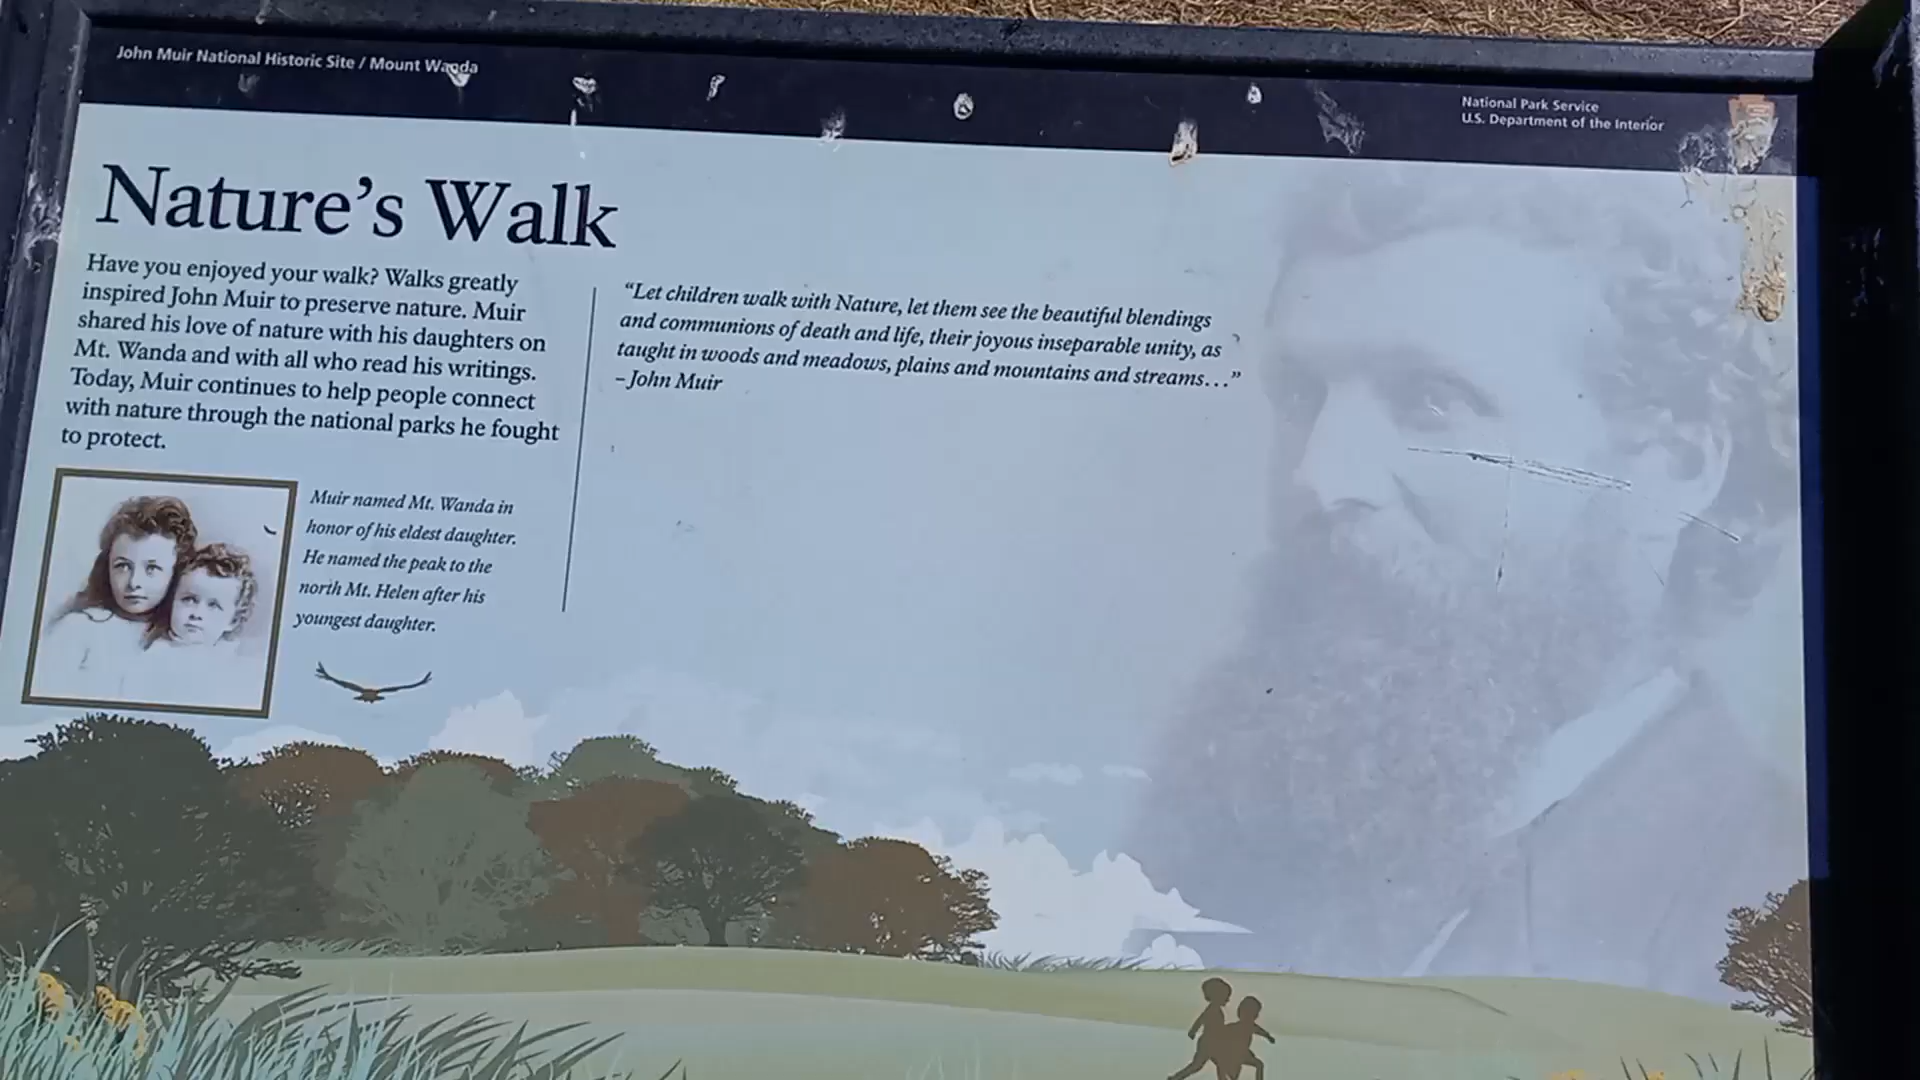 John Muir National Historic Site / Mount Wanda
National Park Service
U.S. Department of the Interior
Nature's Walk
Have you enjoyed your walk? Walks greatly
inspired John Muir to preserve nature. Muir
shared his love of nature with his daughters on
Mt. Wanda and with all who read his writings.
Today, Muir continues to help people connect
with nature through the national parks he fought
to protect.
"Let children walk with Nature, let them see the beautiful blendings
and communions of death and life, their joyous inseparable unity, as
taught in woods and meadows, plains and mountains and streams..."
– John Muir
Muir named Mt. Wanda in
honor of his eldest daughter.
He named the peak to the
north Mt. Helen after his
youngest daughter.